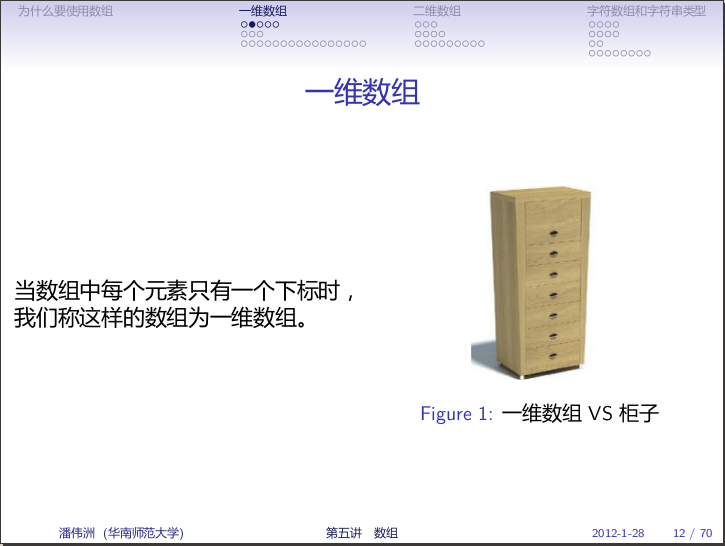 为什么要使用数组 一维数组 二维数组 字符数组和字符串类型
一维数组
当数组中每个元素只有一个下标时，
我们称这样的数组为一维数组。
Figure 1: 一维数组 VS 柜子
潘伟洲 (华南师范大学) 第五讲 数组 2012-1-28 12 / 70